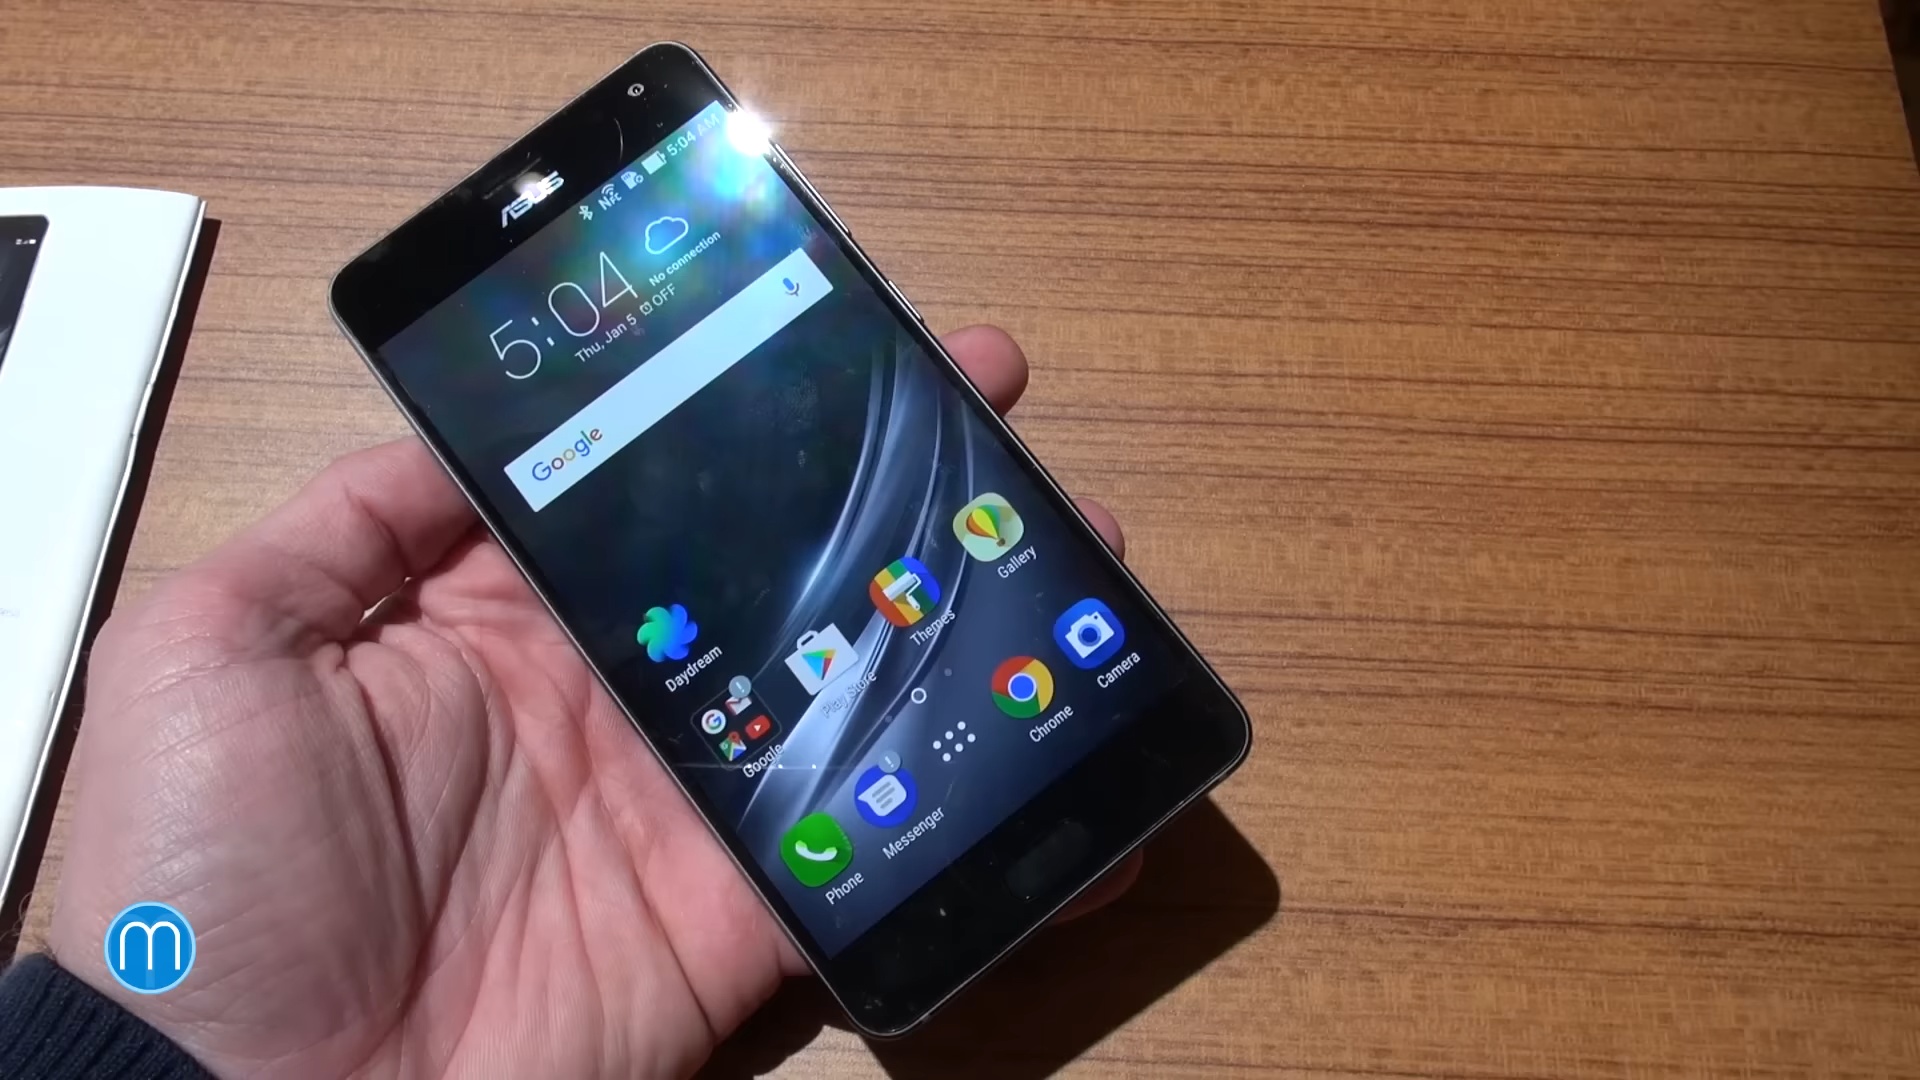 ASUS
NFC
5:04 AM
5:04
No connection
Thu, Jan 5
OFF
Google
Gallery
Themes
Daydream
Play Store
Google
Camera
Chrome
Messenger
Phone
m